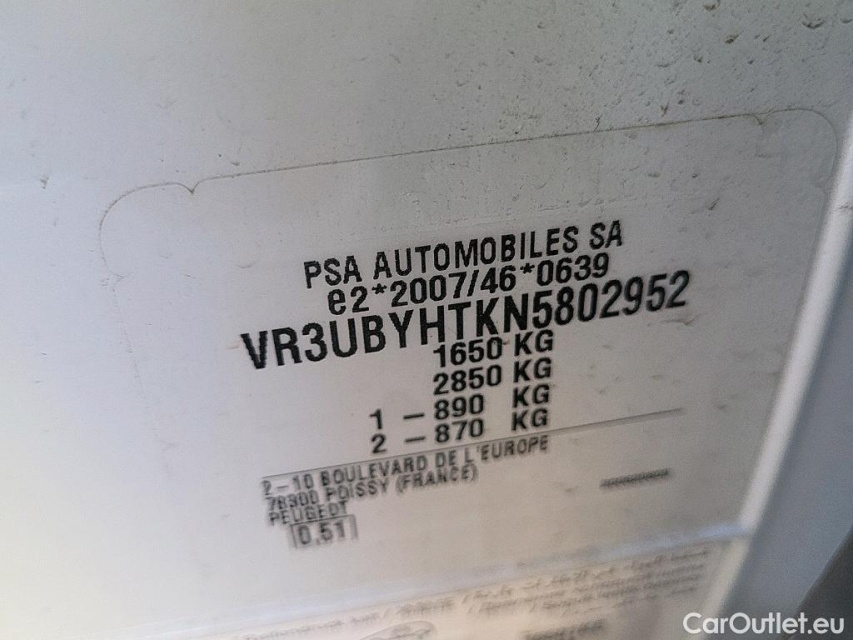 PSA AUTOMOBILES SA
e2*2007/46*0639
VR3UBYHTKN5802952
1650 KG
2850 KG
1 – 890 KG
2 – 870 KG
2–10 BOULEVARD DE L'EUROPE
78300 POISSY (FRANCE)
PEUGEOT
0.51
CarOutlet.eu